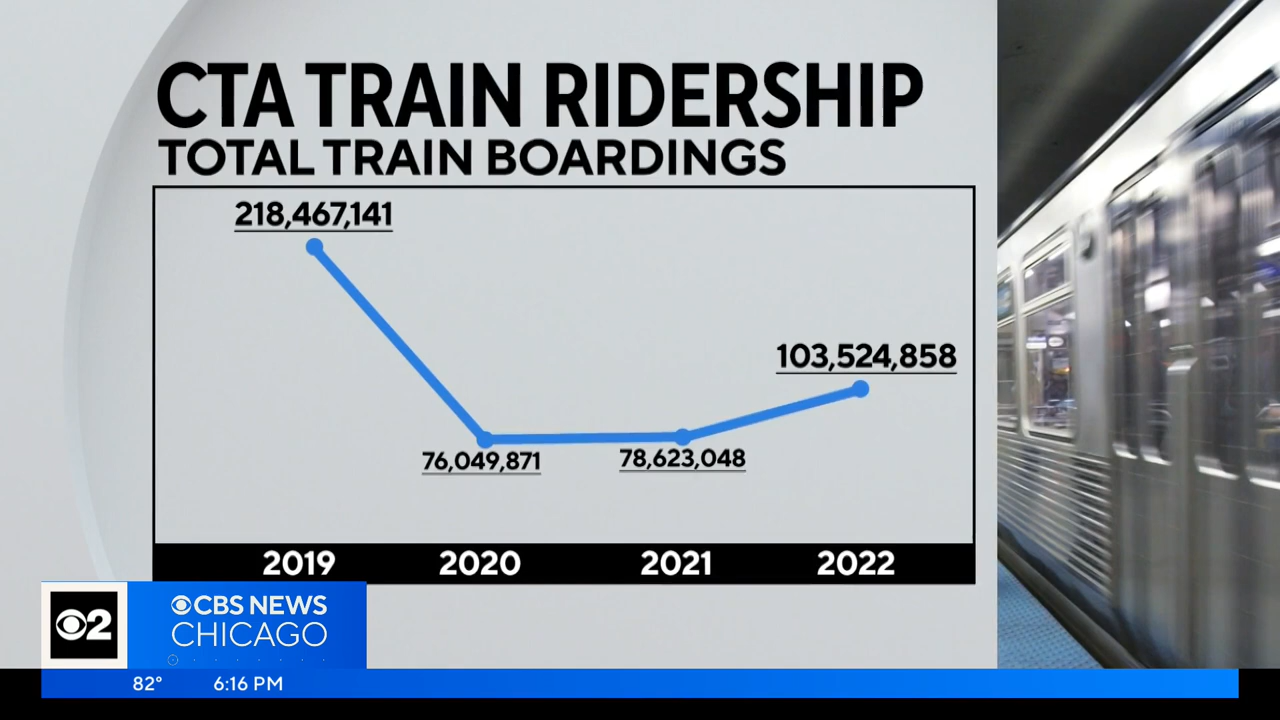 CTA TRAIN RIDERSHIP
TOTAL TRAIN BOARDINGS
218,467,141
103,524,858
76,049,871
78,623,048
2019 2020 2021 2022
2 CBS NEWS
CHICAGO
82° 6:16 PM